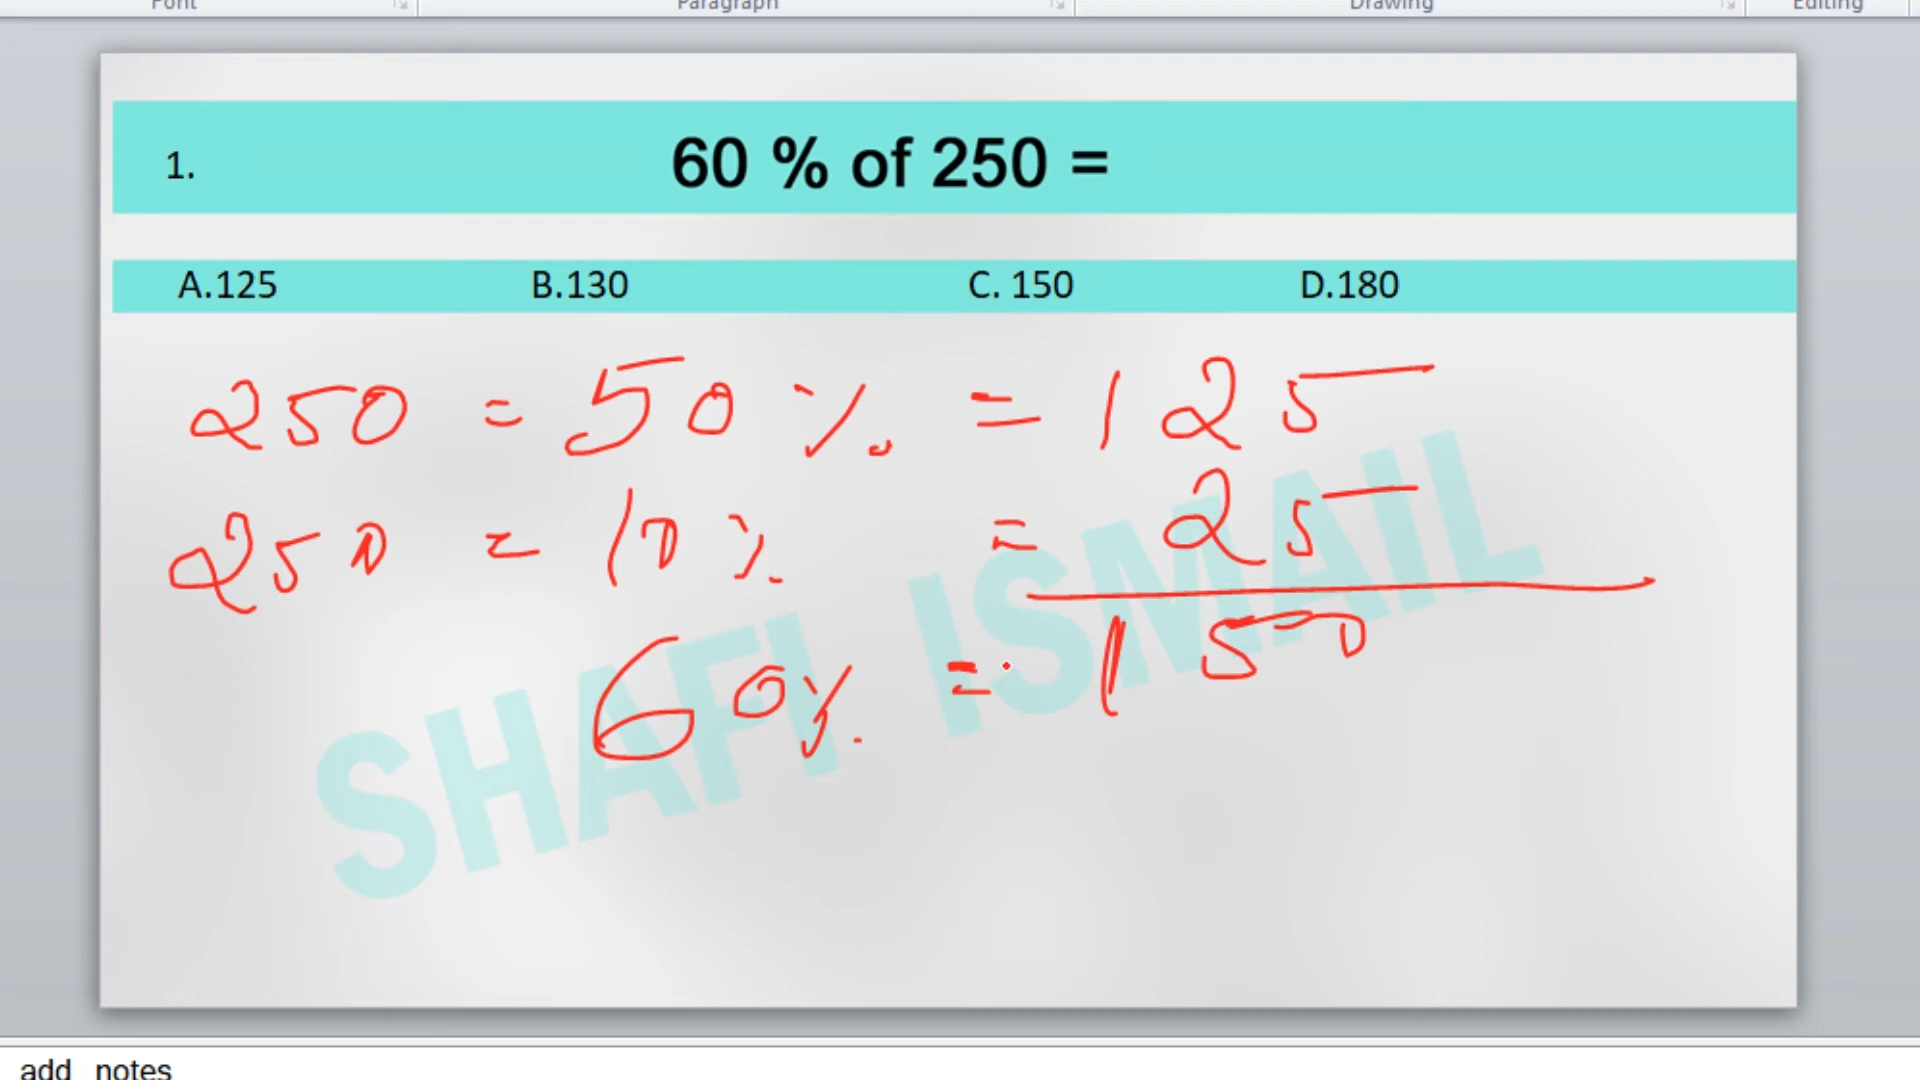 Font Paragraph Drawing Editing
1. 60 % of 250 =
A.125 B.130 C. 150 D.180
250 = 50 %. = 125
250 = 10 %. = 25
60 %. = 150
SHAFI ISMAIL
add notes